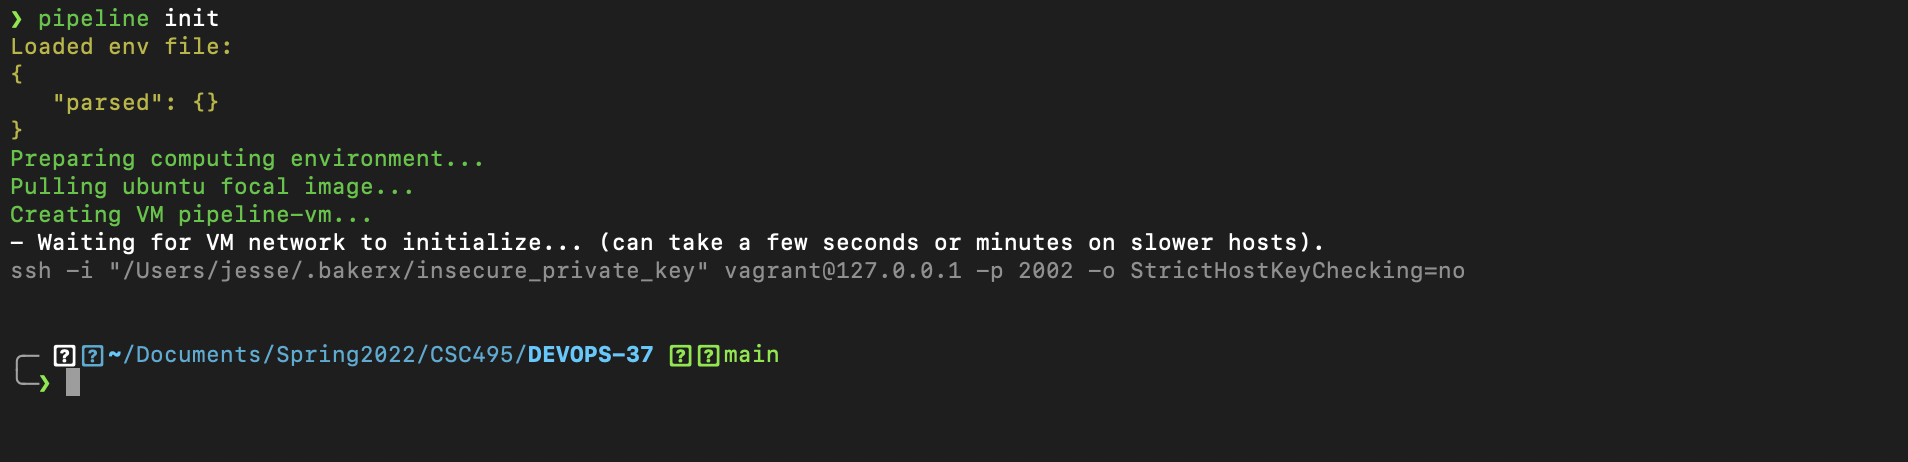 ❯ pipeline init
Loaded env file:
{
   "parsed": {}
}
Preparing computing environment...
Pulling ubuntu focal image...
Creating VM pipeline-vm...
- Waiting for VM network to initialize... (can take a few seconds or minutes on slower hosts).
ssh -i "/Users/jesse/.bakerx/insecure_private_key" vagrant@127.0.0.1 -p 2002 -o StrictHostKeyChecking=no
? ? ~/Documents/Spring2022/CSC495/DEVOPS-37 ? ? main
❯